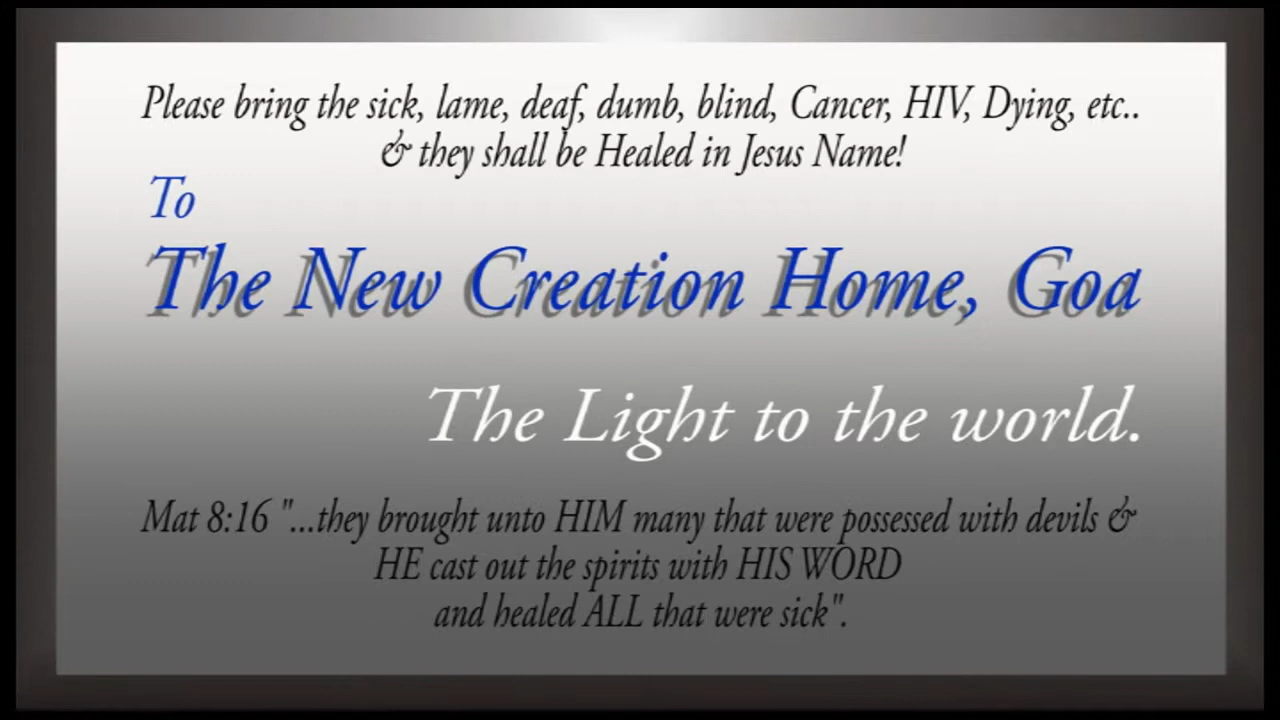 Please bring the sick, lame, deaf, dumb, blind, Cancer, HIV, Dying, etc..
& they shall be Healed in Jesus Name!
To
The New Creation Home, Goa
The Light to the world.
Mat 8:16 "...they brought unto HIM many that were possessed with devils &
HE cast out the spirits with HIS WORD
and healed ALL that were sick".